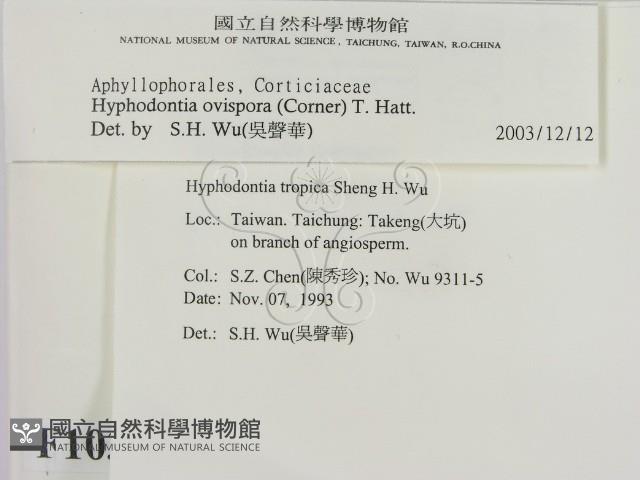 國立自然科學博物館
NATIONAL MUSEUM OF NATURAL SCIENCE, TAICHUNG, TAIWAN, R.O.CHINA
Aphyllophorales, Corticiaceae
Hyphodontia ovispora (Corner) T. Hatt.
Det. by S.H. Wu(吳聲華) 2003/12/12
Hyphodontia tropica Sheng H. Wu
Loc.: Taiwan. Taichung: Takeng(大坑)
on branch of angiosperm.
Col.: S.Z. Chen(陳秀珍); No. Wu 9311-5
Date: Nov. 07, 1993
Det.: S.H. Wu(吳聲華)
國立自然科學博物館
NATIONAL MUSEUM OF NATURAL SCIENCE